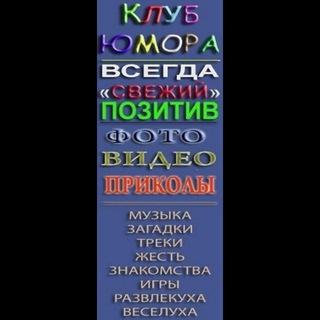 КЛУБ
ЮМОРА
ВСЕГДА
«СВЕЖИЙ»
ПОЗИТИВ
ФОТО
ВИДЕО
ПРИКОЛЫ
МУЗЫКА
ЗАГАДКИ
ТРЕКИ
ЖЕСТЬ
ЗНАКОМСТВА
ИГРЫ
РАЗВЛЕКУХА
ВЕСЕЛУХА